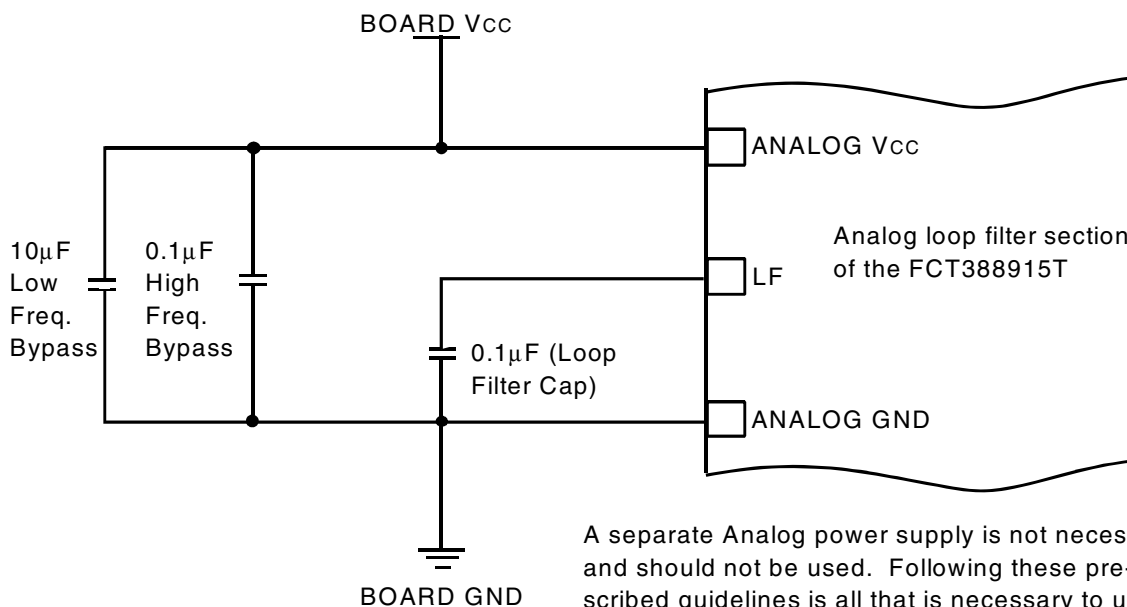 BOARD VCC
ANALOG VCC
10μF
Low
Freq.
Bypass
0.1μF
High
Freq.
Bypass
Analog loop filter section
of the FCT388915T
LF
0.1μF (Loop
Filter Cap)
ANALOG GND
BOARD GND
A separate Analog power supply is not neces
and should not be used. Following these pre-
scribed guidelines is all that is necessary to u